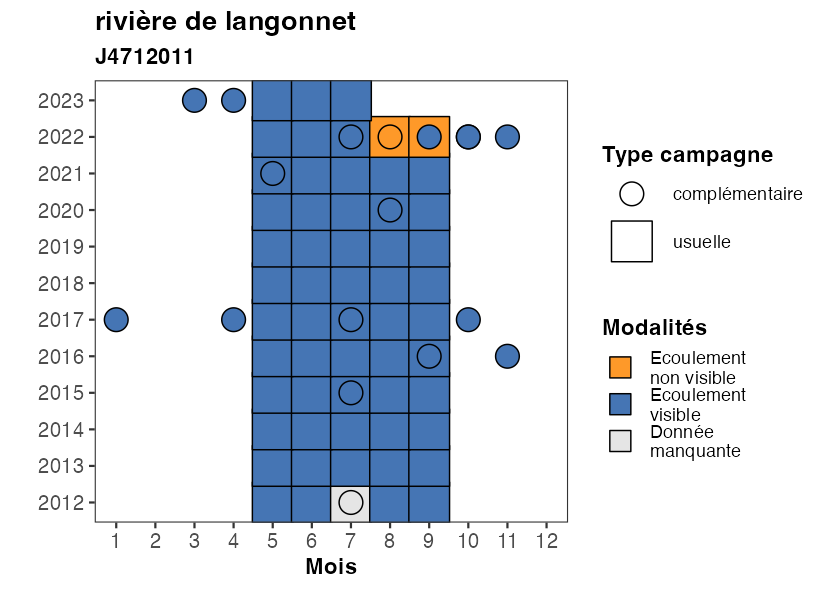 rivière de langonnet
J4712011
2023
2022
2021
2020
2019
2018
2017
2016
2015
2014
2013
2012
1 2 3 4 5 6 7 8 9 10 11 12
Mois
Type campagne
complémentaire
usuelle
Modalités
Ecoulement
non visible
Ecoulement
visible
Donnée
manquante